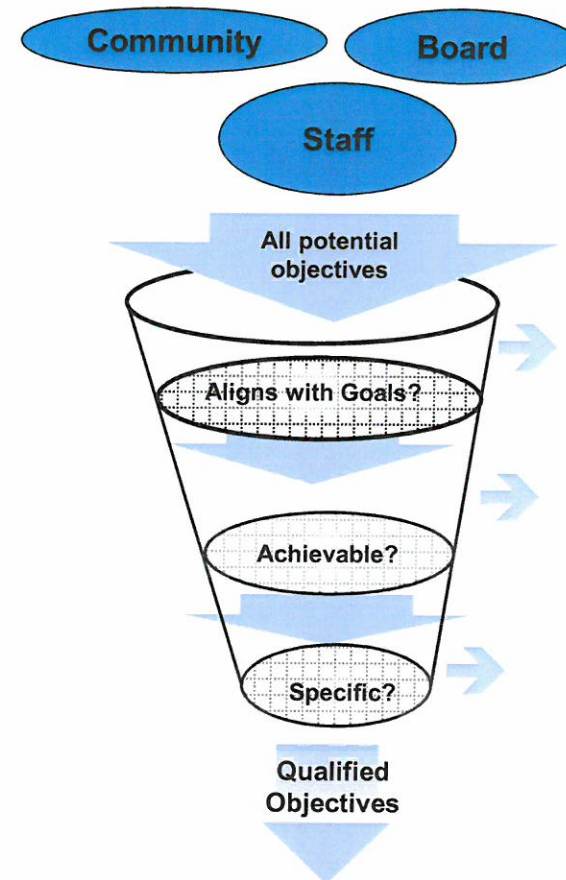 Community
Board
Staff
All potential
objectives
Aligns with Goals?
Achievable?
Specific?
Qualified
Objectives